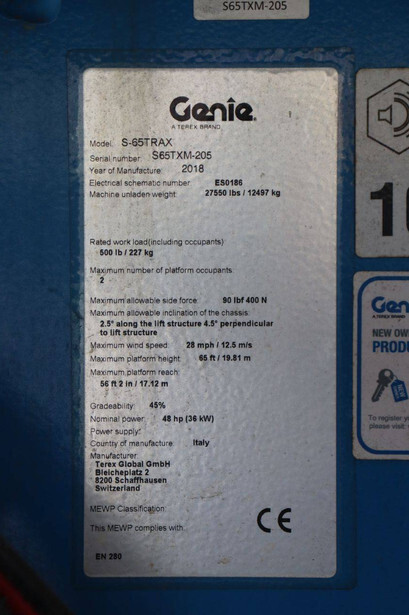 S65TXM-205
Genie
A TEREX BRAND
Model: S-65TRAX
Serial number: S65TXM-205
Year of Manufacture: 2018
Electrical schematic number: ES0186
Machine unladen weight: 27550 lbs / 12497 kg
Rated work load(including occupants):
500 lb / 227 kg
Maximum number of platform occupants:
2
Maximum allowable side force: 90 lbf 400 N
Maximum allowable inclination of the chassis:
2.5° along the lift structure 4.5° perpendicular
to lift structure
Maximum wind speed: 28 mph / 12.5 m/s
Maximum platform height: 65 ft / 19.81 m
Maximum platform reach:
56 ft 2 in / 17.12 m
Gradeability: 45%
Nominal power: 48 hp (36 kW)
Power supply:
Country of manufacture: Italy
Manufacturer:
Terex Global GmbH
Bleicheplatz 2
8200 Schaffhausen
Switzerland
MEWP Classification:
This MEWP complies with:
CE
EN 280
Gen
A TEREX BRAND
NEW OW
PRODU
To register yo
please visit: